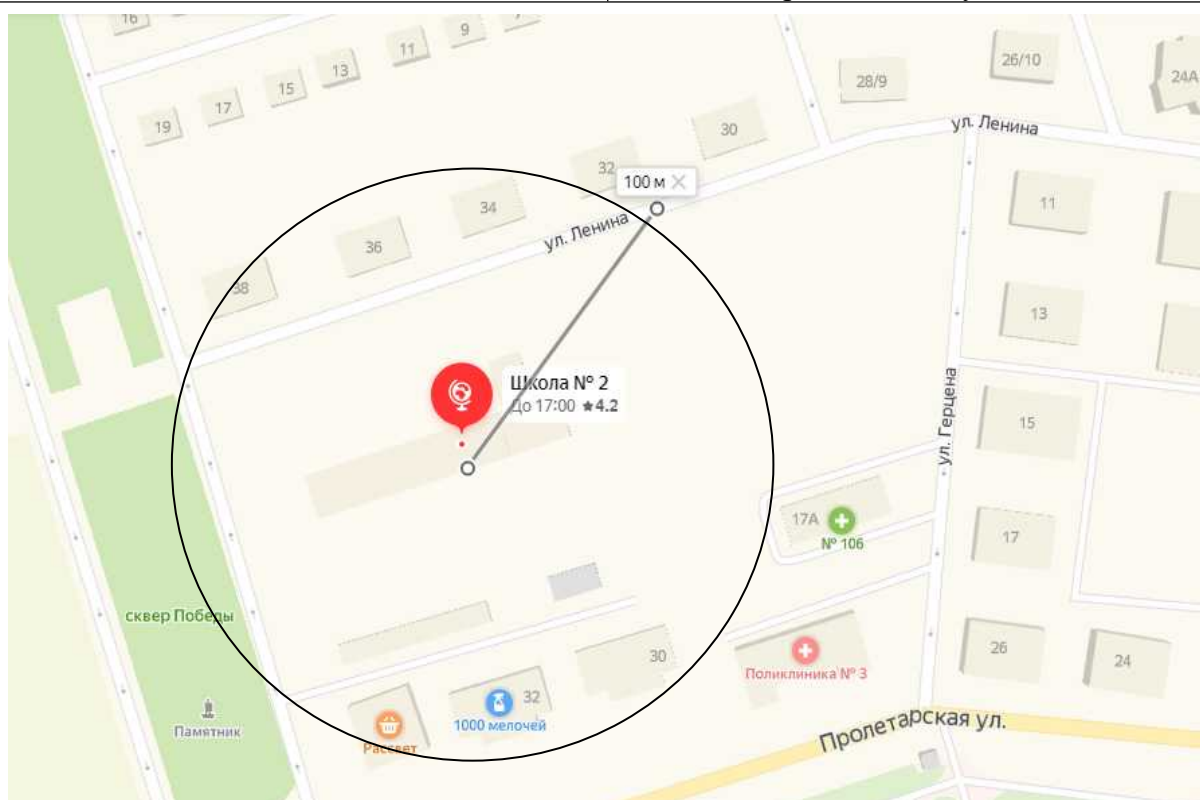 16
7
9
11
13
15
17
19
28/9
26/10
24А
30
32
100 м
ул. Ленина
34
36
38
ул. Ленина
11
13
15
17
ул. Герцена
Школа № 2
До 17:00 ★4.2
17А
№ 106
сквер Победы
Памятник
Рассвет
1000 мелочей
32
30
Поликлиника № 3
26
24
Пролетарская ул.